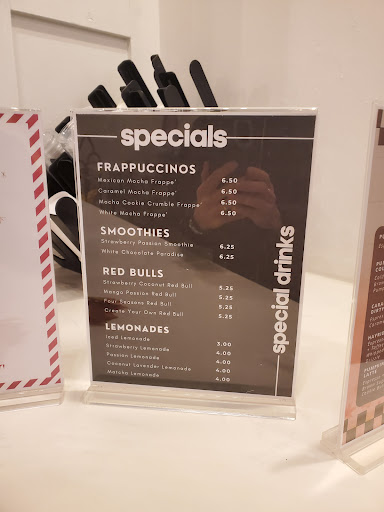 specials
FRAPPUCCINOS
Mexican Mocha Frappe' 6.50
Caramel Mocha Frappe' 6.50
Mocha Cookie Crumble Frappe' 6.50
White Mocha Frappe' 6.50
SMOOTHIES
Strawberry Passion Smoothie 6.25
White Chocolate Paradise 6.25
RED BULLS
Strawberry Coconut Red Bull 5.25
Mango Passion Red Bull 5.25
Four Seasons Red Bull 5.25
Create Your Own Red Bull 5.25
LEMONADES
Iced Lemonade 3.00
Strawberry Lemonade 4.00
Passion Lemonade 4.00
Coconut Lavender Lemonade 4.00
Matcha Lemonade 4.00
special drinks